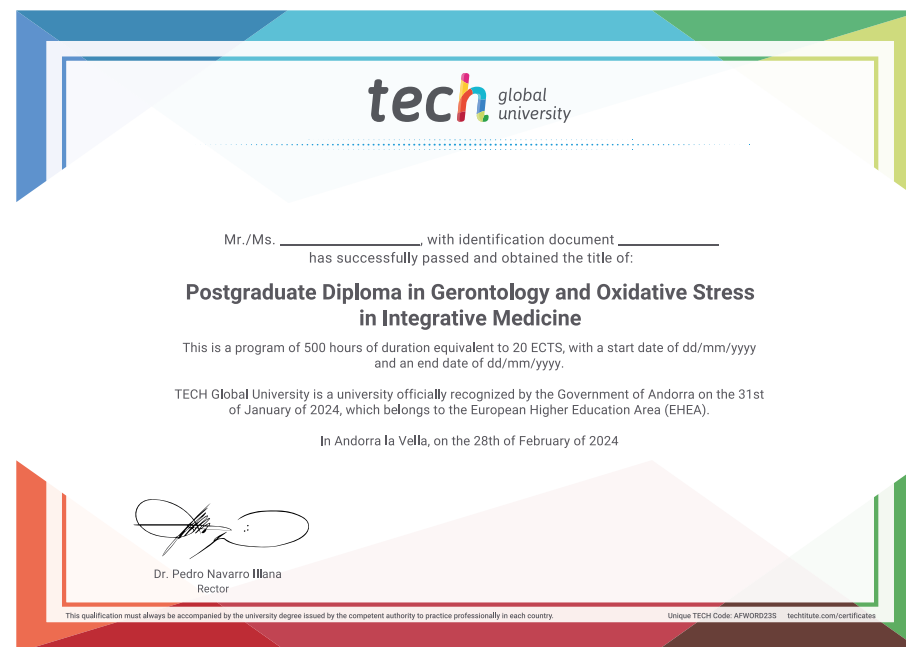 tech global
university
Mr./Ms. ____________, with identification document ____________
has successfully passed and obtained the title of:
Postgraduate Diploma in Gerontology and Oxidative Stress
in Integrative Medicine
This is a program of 500 hours of duration equivalent to 20 ECTS, with a start date of dd/mm/yyyy
and an end date of dd/mm/yyyy.
TECH Global University is a university officially recognized by the Government of Andorra on the 31st
of January of 2024, which belongs to the European Higher Education Area (EHEA).
In Andorra la Vella, on the 28th of February of 2024
Dr. Pedro Navarro Illana
Rector
This qualification must always be accompanied by the university degree issued by the competent authority to practice professionally in each country.
Unique TECH Code: AFWORD23S techtitute.com/certificates